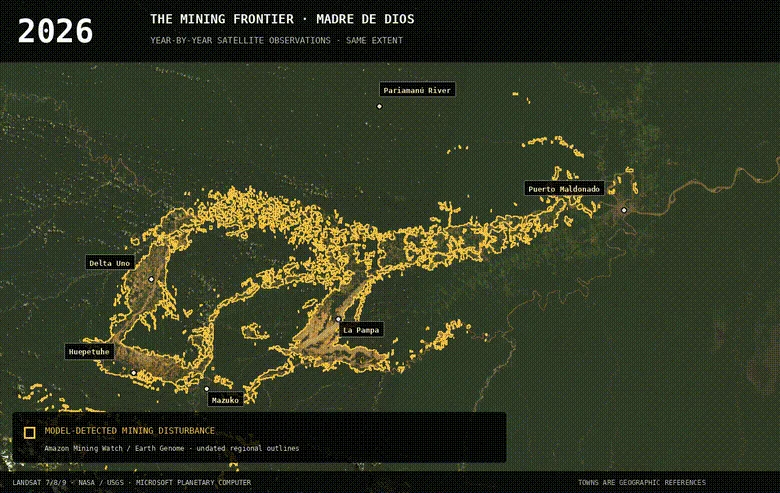 2026
THE MINING FRONTIER · MADRE DE DIOS
YEAR-BY-YEAR SATELLITE OBSERVATIONS · SAME EXTENT
Pariamanú River
Puerto Maldonado
Delta Uno
La Pampa
Huepetuhe
Mazuko
MODEL-DETECTED MINING DISTURBANCE
Amazon Mining Watch / Earth Genome · undated regional outlines
LANDSAT 7/8/9 · NASA / USGS · MICROSOFT PLANETARY COMPUTER
TOWNS ARE GEOGRAPHIC REFERENCES